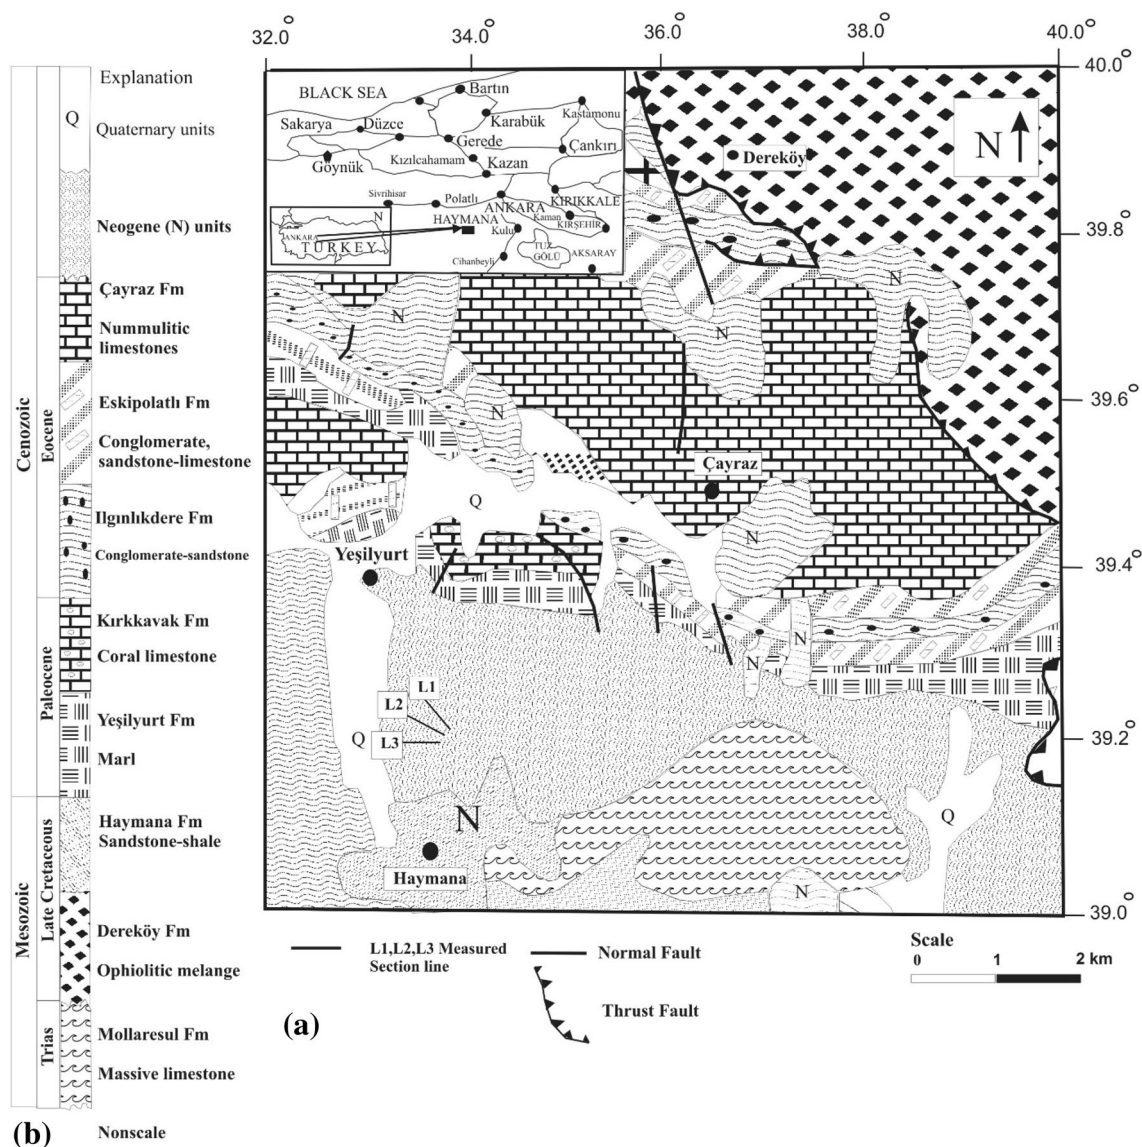 32.0°
34.0°
36.0°
38.0°
40.0°
40.0°
39.8°
39.6°
39.4°
39.2°
39.0°
Explanation
Q
Quaternary units
Neogene (N) units
Çayraz Fm
Nummulitic
limestones
Eskipolatlı Fm
Conglomerate,
sandstone-limestone
Ilgınlıkdere Fm
Conglomerate-sandstone
Kırkkavak Fm
Coral limestone
Yeşilyurt Fm
Marl
Haymana Fm
Sandstone-shale
Dereköy Fm
Ophiolitic melange
Mollaresul Fm
Massive limestone
Cenozoic
Eocene
Paleocene
Mesozoic
Late Cretaceous
Trias
(b)
Nonscale
BLACK SEA
Bartın
Sakarya
Düzce
Karabük
Kastamonu
Gerede
Çankırı
Göynük
Kızılcahamam
Kazan
Sivrihisar
Polatlı
ANKARA
KIRIKKALE
HAYMANA
Kaman
KIRŞEHİR
Kulu
N
ANKARA
TURKEY
TUZ
GÖLÜ
AKSARAY
Cihanbeyli
Dereköy
N
N
N
N
N
Çayraz
Q
N
Yeşilyurt
N
N
L1
L2
Q
L3
N
Q
Haymana
N
L1,L2,L3 Measured
Section line
Normal Fault
Thrust Fault
Scale
0 1 2 km
(a)